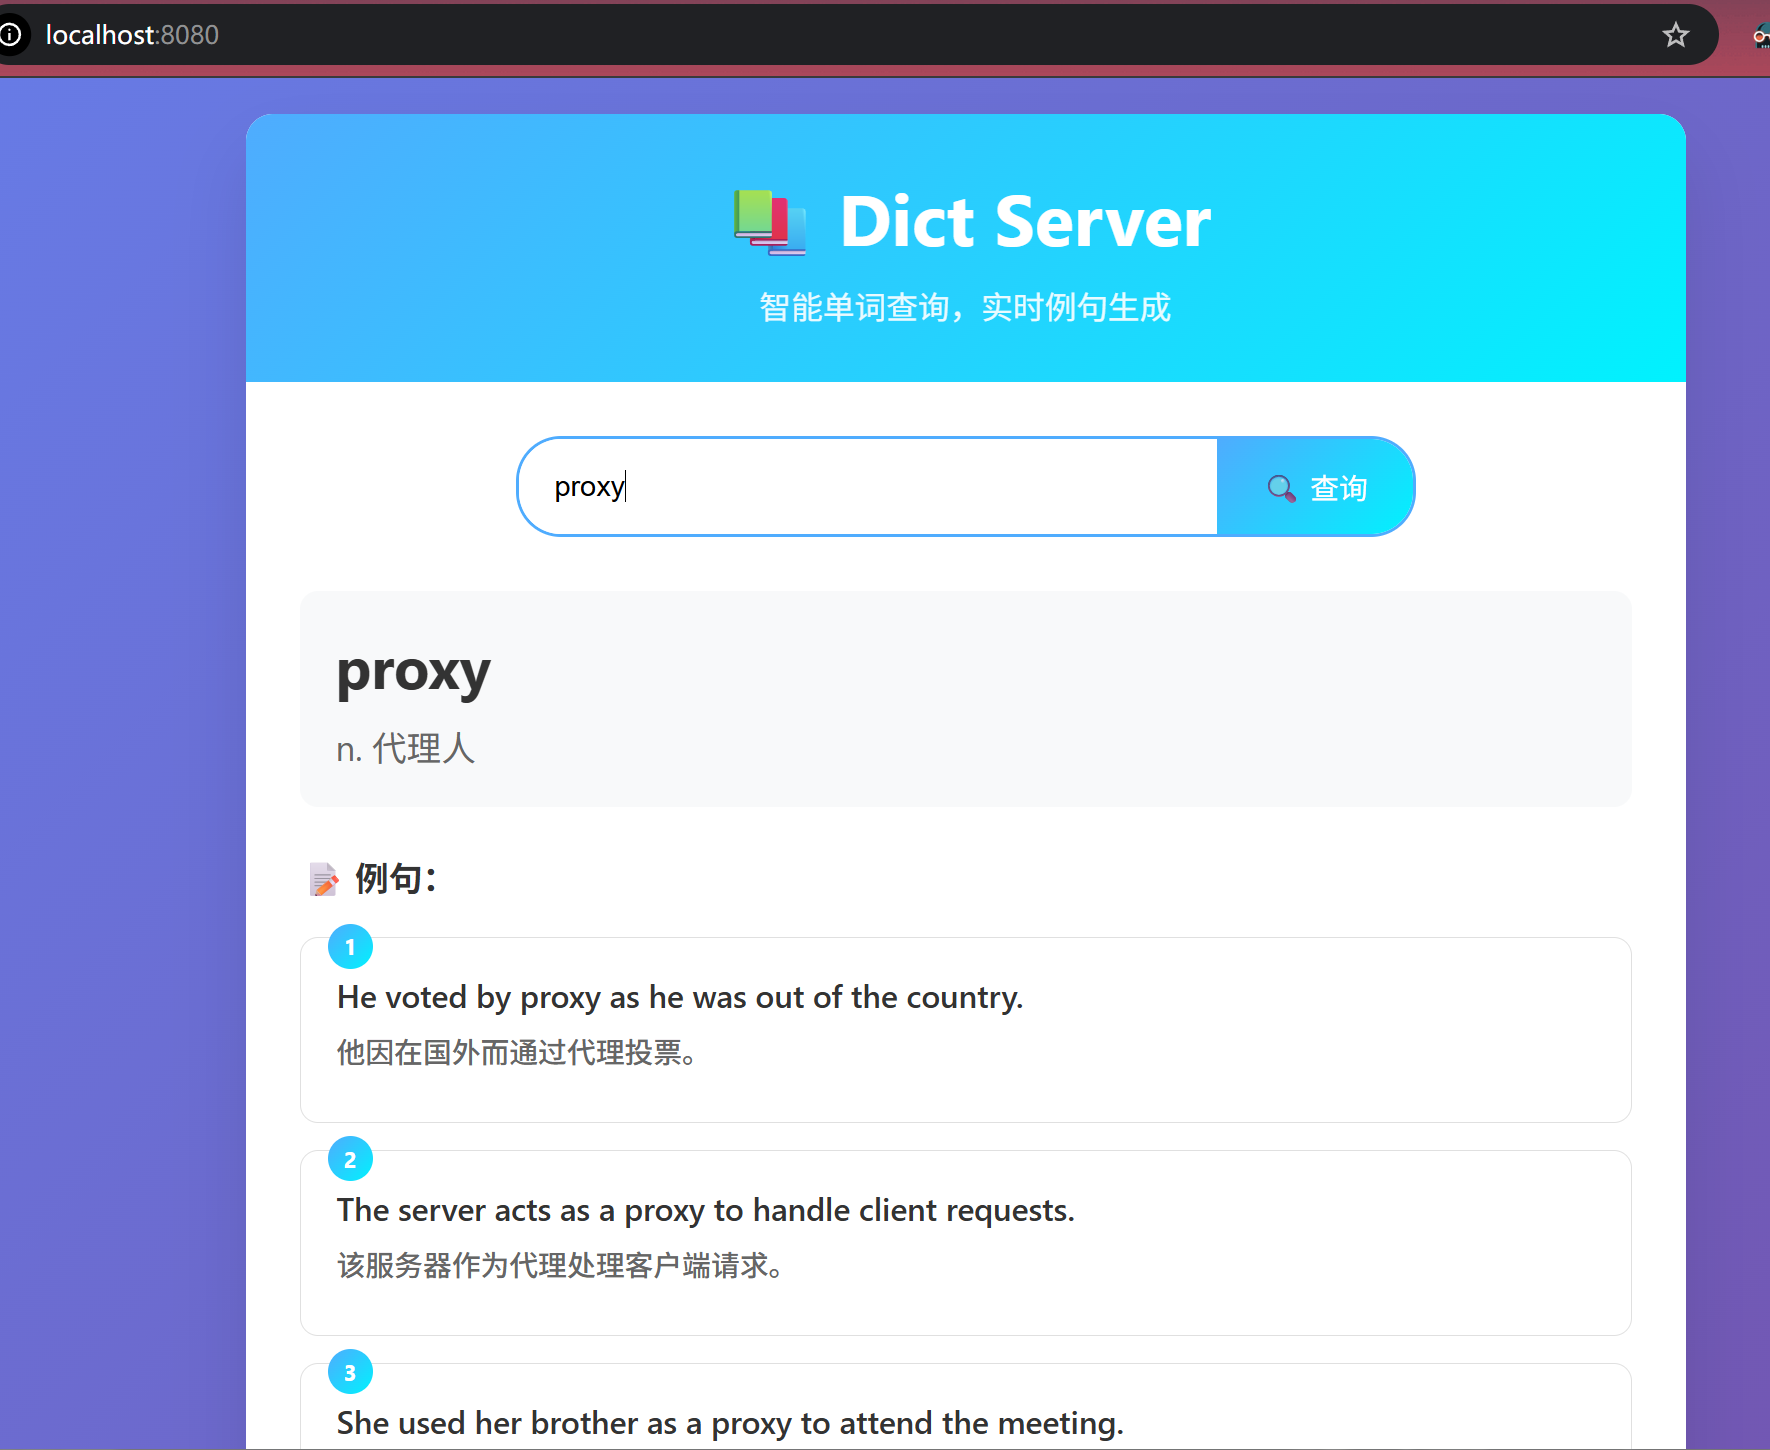 localhost:8080
Dict Server
智能单词查询，实时例句生成
proxy
查询
proxy
n. 代理人
例句：
1
He voted by proxy as he was out of the country.
他因在国外而通过代理投票。
2
The server acts as a proxy to handle client requests.
该服务器作为代理处理客户端请求。
3
She used her brother as a proxy to attend the meeting.